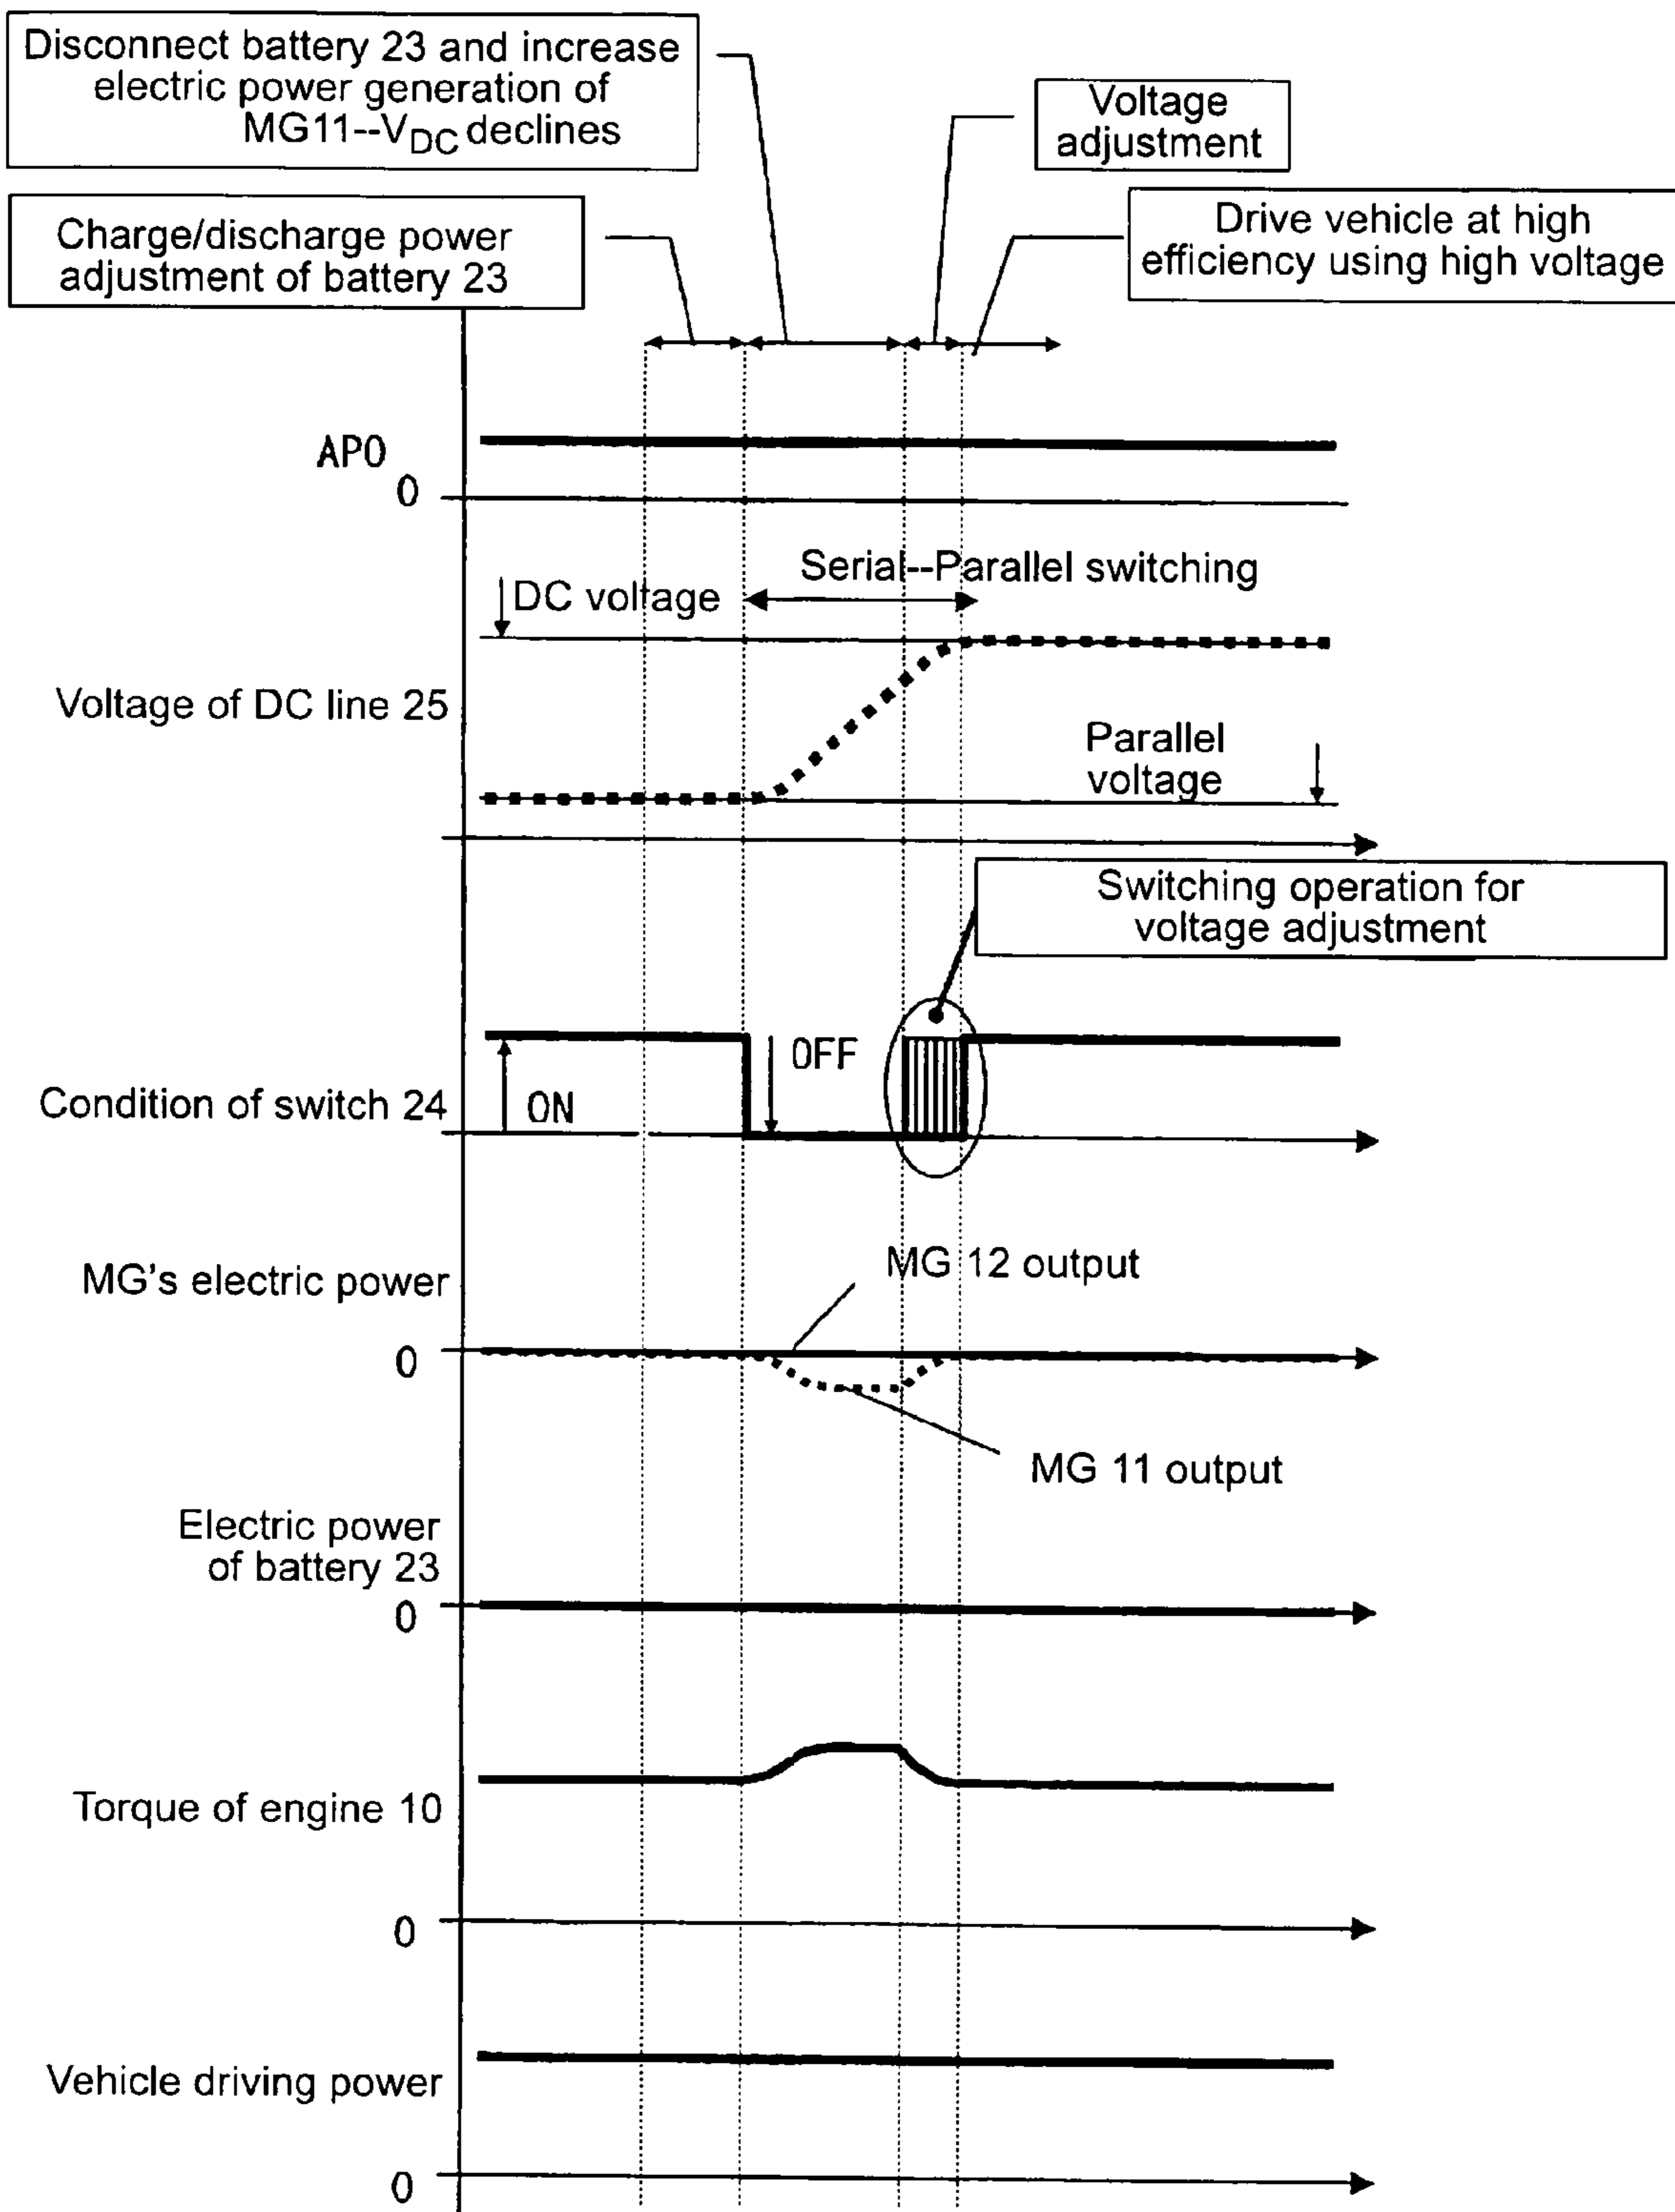 Disconnect battery 23 and increase
electric power generation of
MG11--VDC declines
Voltage
adjustment
Charge/discharge power
adjustment of battery 23
Drive vehicle at high
efficiency using high voltage
APO
0
Serial--Parallel switching
DC voltage
Voltage of DC line 25
Parallel
voltage
Switching operation for
voltage adjustment
OFF
Condition of switch 24
ON
MG 12 output
MG's electric power
0
MG 11 output
Electric power
of battery 23
0
Torque of engine 10
0
Vehicle driving power
0